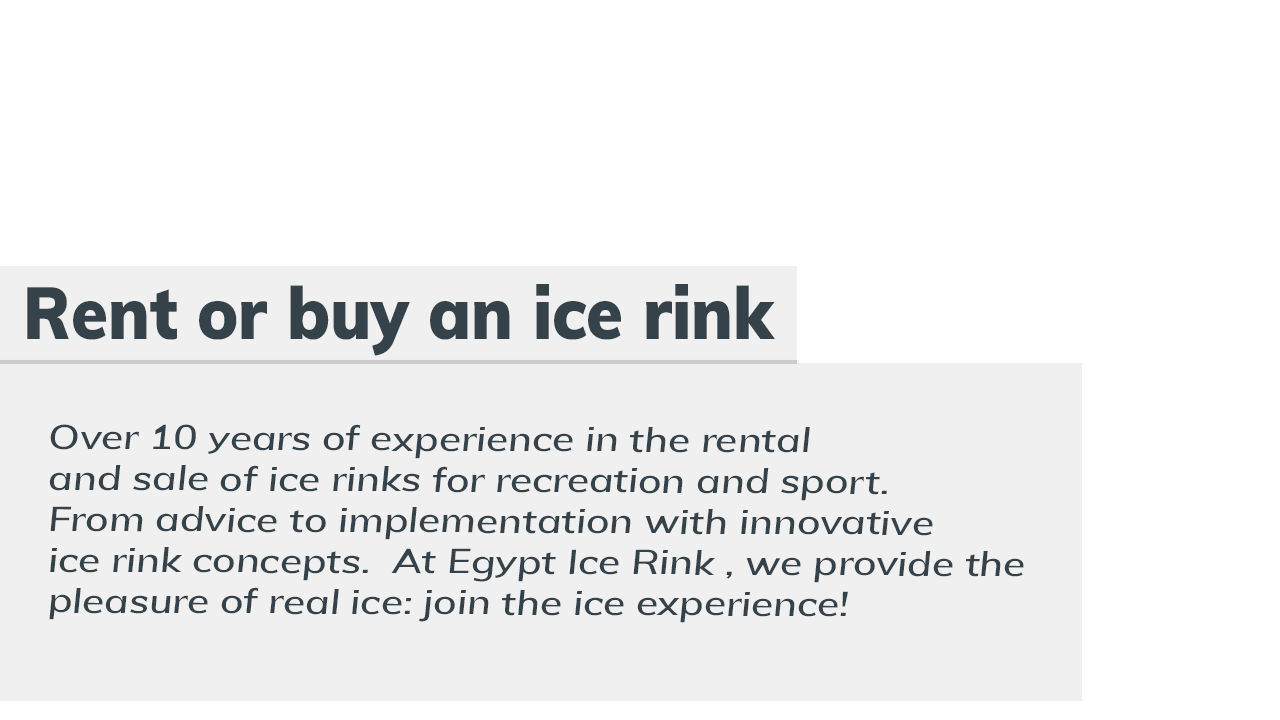 Rent or buy an ice rink
Over 10 years of experience in the rental
and sale of ice rinks for recreation and sport.
From advice to implementation with innovative
ice rink concepts.  At Egypt Ice Rink , we provide the
pleasure of real ice: join the ice experience!